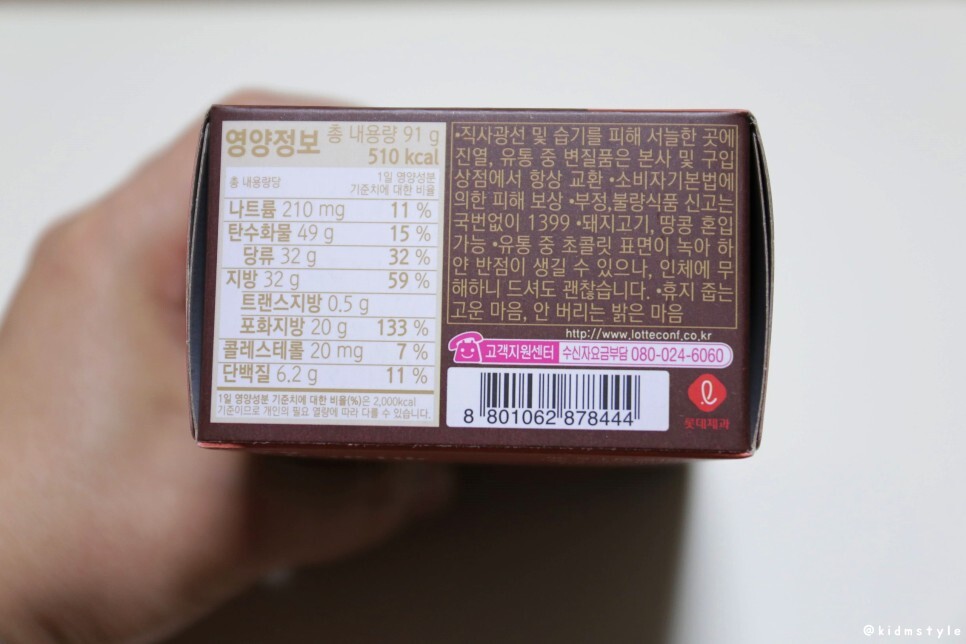 영양정보 총 내용량 91 g
510 kcal
총 내용량당 1일 영양성분
기준치에 대한 비율
나트륨 210 mg 11 %
탄수화물 49 g 15 %
당류 32 g 32 %
지방 32 g 59 %
트랜스지방 0.5 g
포화지방 20 g 133 %
콜레스테롤 20 mg 7 %
단백질 6.2 g 11 %
1일 영양성분 기준치에 대한 비율(%)은 2,000kcal
기준이므로 개인의 필요 열량에 따라 다를 수 있습니다.
•직사광선 및 습기를 피해 서늘한 곳에
진열, 유통 중 변질품은 본사 및 구입
상점에서 항상 교환 •소비자기본법에
의한 피해 보상 •부정,불량식품 신고는
국번없이 1399 •돼지고기, 땅콩 혼입
가능 •유통 중 초콜릿 표면이 녹아 하
얀 반점이 생길 수 있으나, 인체에 무
해하니 드셔도 괜찮습니다. •휴지 줍는
고운 마음, 안 버리는 밝은 마음
http://www.lotteconf.co.kr
고객지원센터 수신자요금부담 080-024-6060
8 801062 878444
롯데제과
@kidmstyle